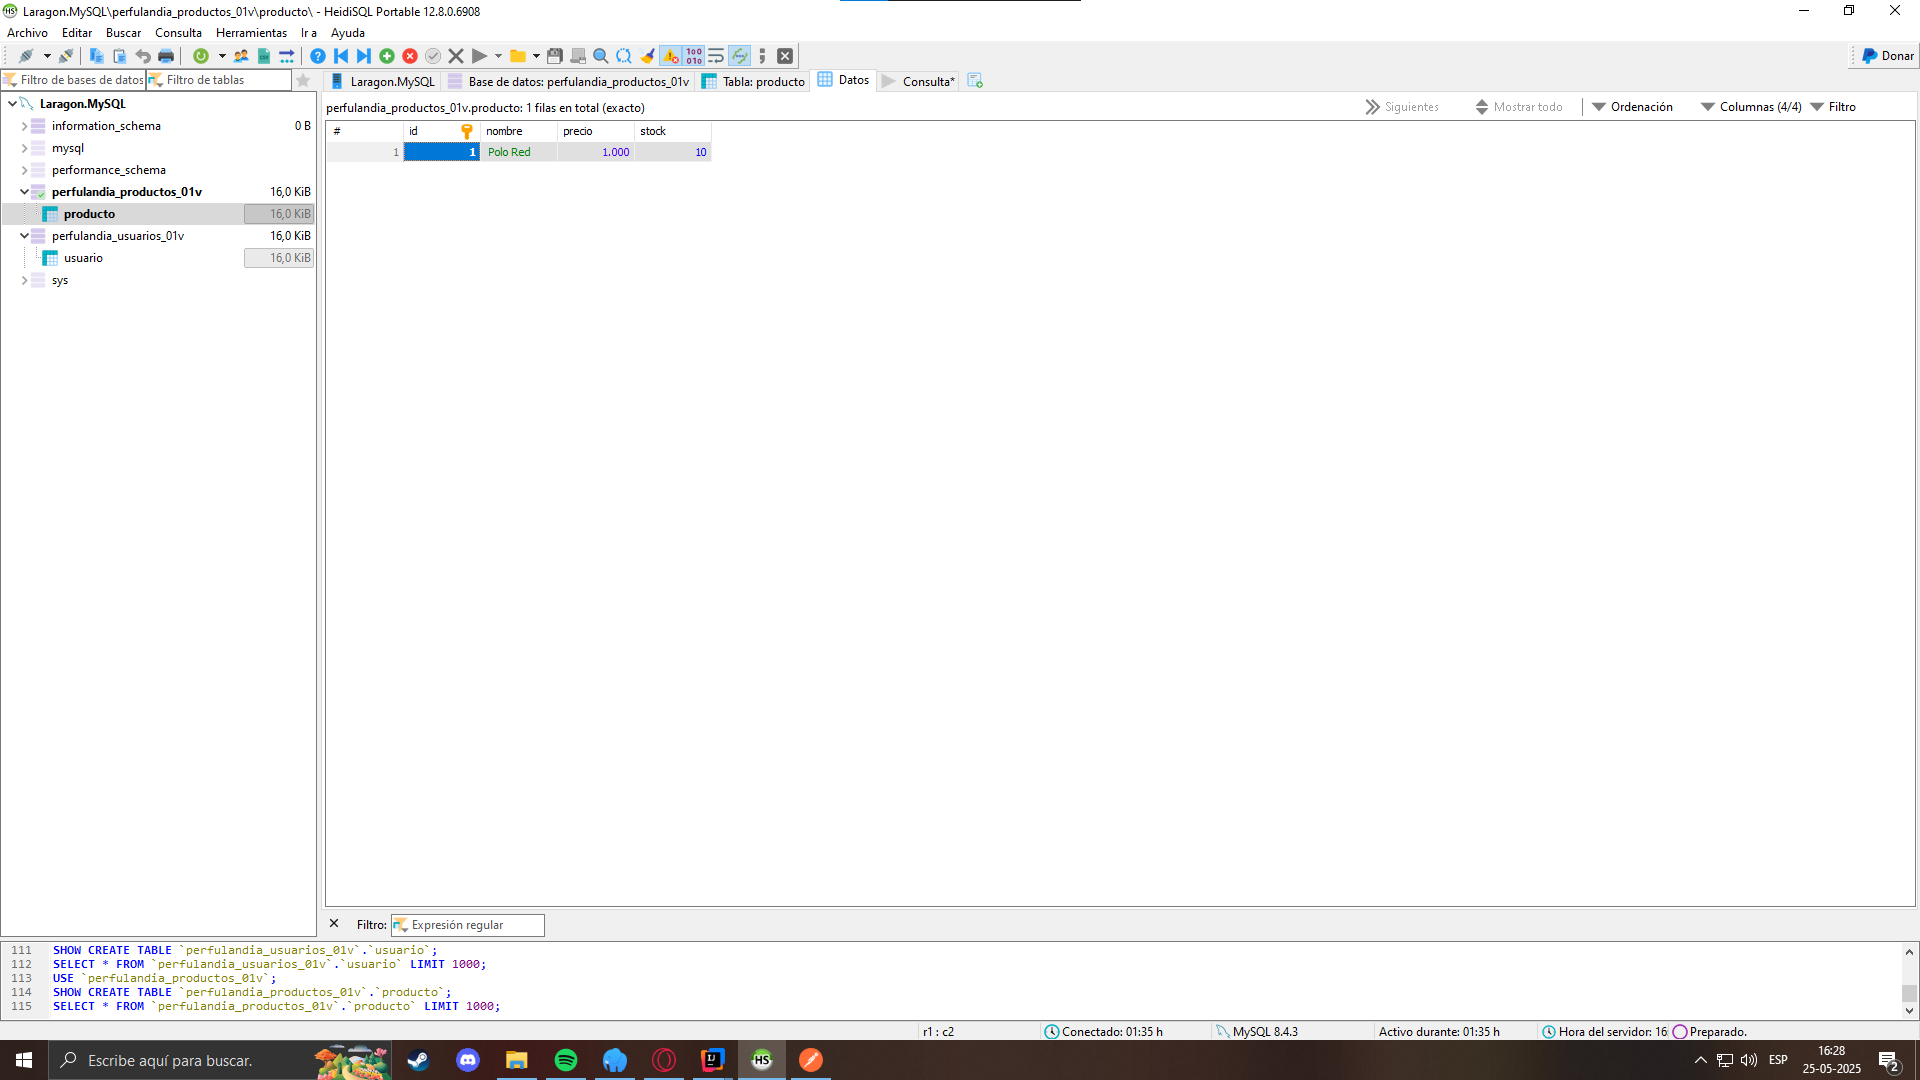 Laragon.MySQL\perfulandia_productos_01v\producto\ - HeidiSQL Portable 12.8.0.6908
Archivo Editar Buscar Consulta Herramientas Ir a Ayuda
Donar
Filtro de bases de datos Filtro de tablas
Laragon.MySQL Base de datos: perfulandia_productos_01v Tabla: producto Datos Consulta*
Laragon.MySQL
information_schema 0 B
mysql
performance_schema
perfulandia_productos_01v 16,0 KiB
producto 16,0 KiB
perfulandia_usuarios_01v 16,0 KiB
usuario 16,0 KiB
sys
perfulandia_productos_01v.producto: 1 filas en total (exacto)
Siguientes Mostrar todo Ordenación Columnas (4/4) Filtro
# id nombre precio stock
1 1 Polo Red 1.000 10
Filtro: Expresión regular
111 SHOW CREATE TABLE `perfulandia_usuarios_01v`.`usuario`;
112 SELECT * FROM `perfulandia_usuarios_01v`.`usuario` LIMIT 1000;
113 USE `perfulandia_productos_01v`;
114 SHOW CREATE TABLE `perfulandia_productos_01v`.`producto`;
115 SELECT * FROM `perfulandia_productos_01v`.`producto` LIMIT 1000;
r1 : c2 Conectado: 01:35 h MySQL 8.4.3 Activo durante: 01:35 h Hora del servidor: 16 Preparado.
Escribe aquí para buscar.
HS
ESP
16:28
25-05-2025
2